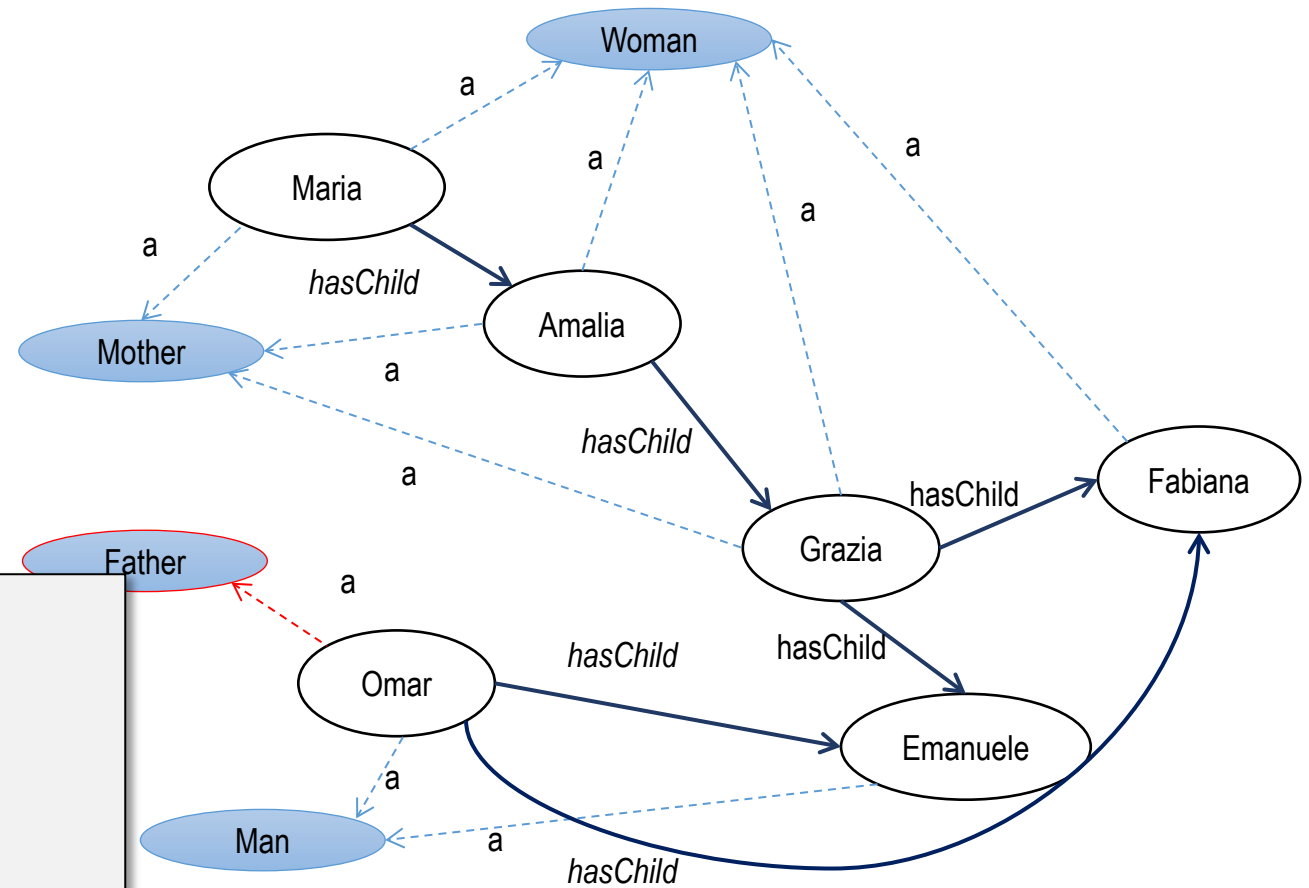 Woman
a
a
a
Maria
a
a
hasChild
Amalia
Mother
a
hasChild
a
Fabiana
hasChild
Grazia
Father
a
hasChild
hasChild
Omar
Emanuele
a
Man
a
hasChild